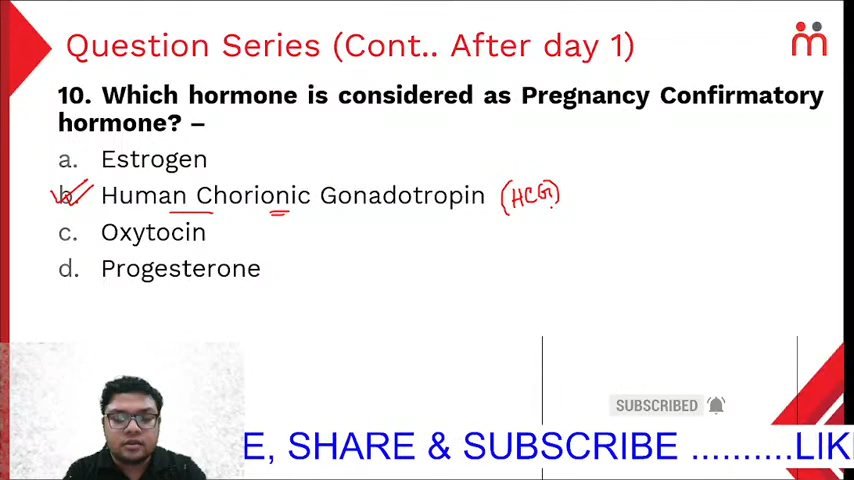 Question Series (Cont.. After day 1)
10. Which hormone is considered as Pregnancy Confirmatory
hormone? –
a. Estrogen
b. Human Chorionic Gonadotropin (HCG)
c. Oxytocin
d. Progesterone
SUBSCRIBED
E, SHARE & SUBSCRIBE ..........LIK